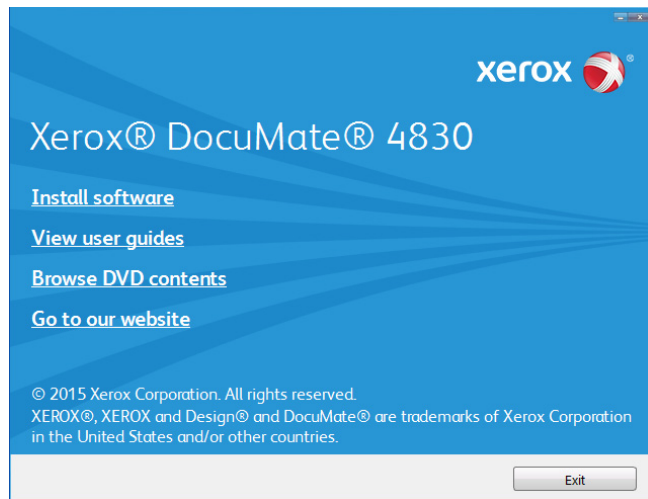 xerox ®
Xerox® DocuMate® 4830
Install software
View user guides
Browse DVD contents
Go to our website
© 2015 Xerox Corporation. All rights reserved.
XEROX®, XEROX and Design® and DocuMate® are trademarks of Xerox Corporation
in the United States and/or other countries.
Exit